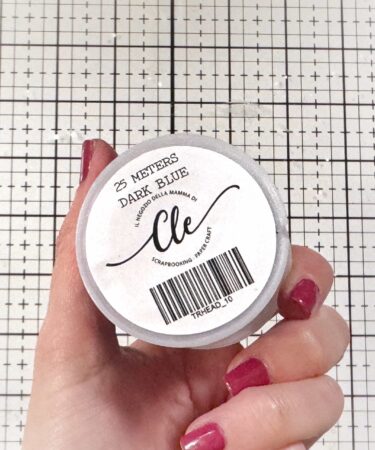 25 METERS
DARK BLUE
IL NEGOZIO DELLA MAMMA DI
Cle
SCRAPBOOKING PAPER CRAFT
TRHEAD_10